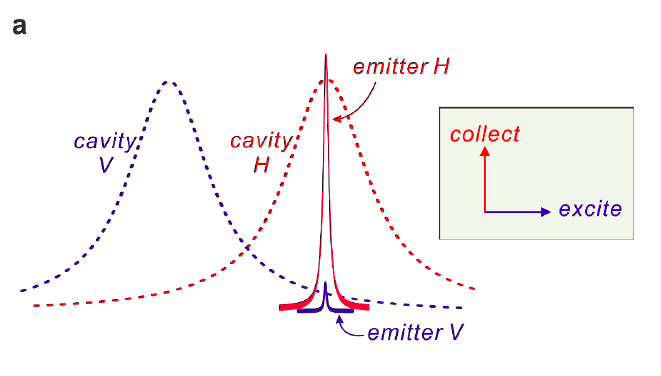 a
emitter H
cavity
V
cavity
H
collect
excite
emitter V